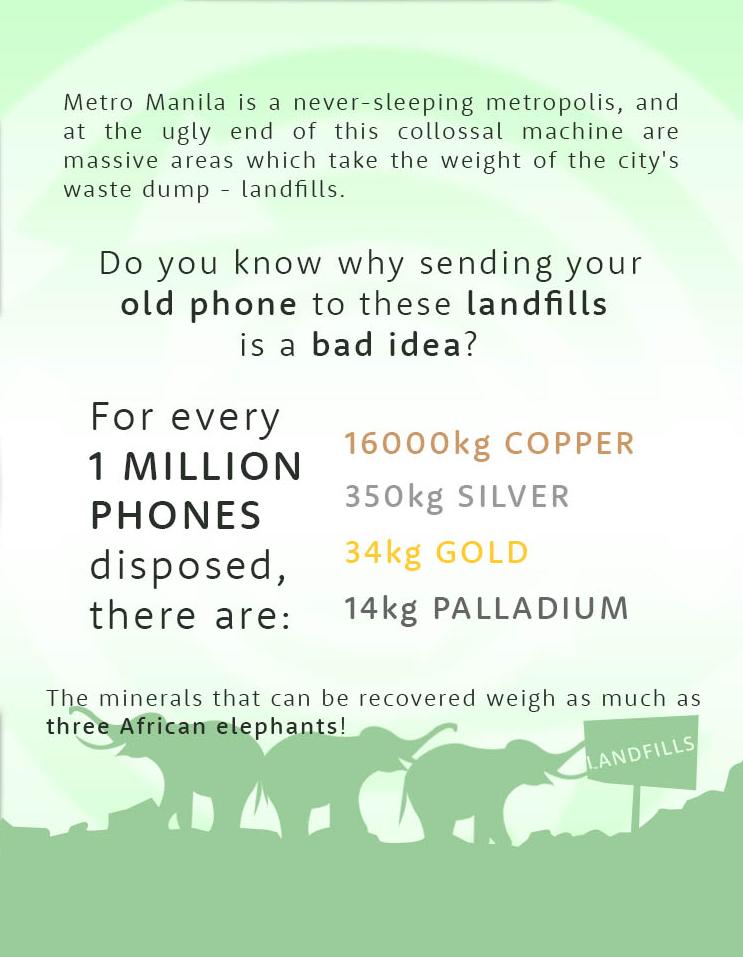 Metro Manila is a never-sleeping metropolis, and
at the ugly end of this collossal machine are
massive areas which take the weight of the city's
waste dump - landfills.
Do you know why sending your
old phone to these landfills
is a bad idea?
For every
1 MILLION
PHONES
disposed,
there are:
16000kg COPPER
350kg SILVER
34kg GOLD
14kg PALLADIUM
The minerals that can be recovered weigh as much as
three African elephants!
LANDFILLS